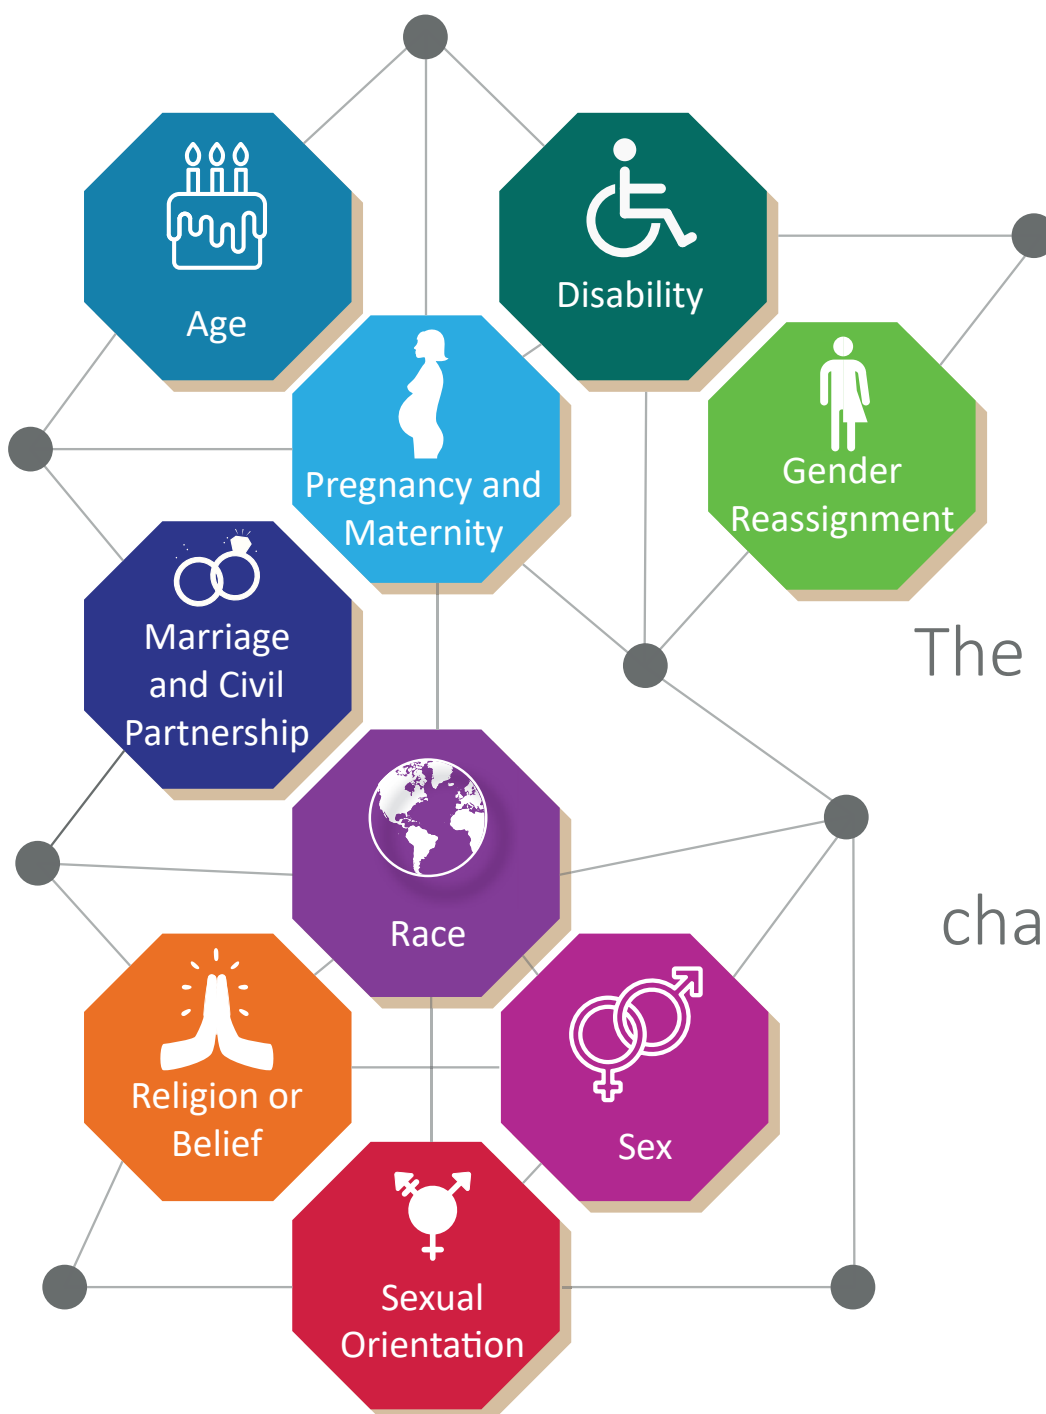 Age
Disability
Pregnancy and
Maternity
Gender
Reassignment
Marriage
and Civil
Partnership
The
Race
cha
Religion or
Belief
Sex
Sexual
Orientation